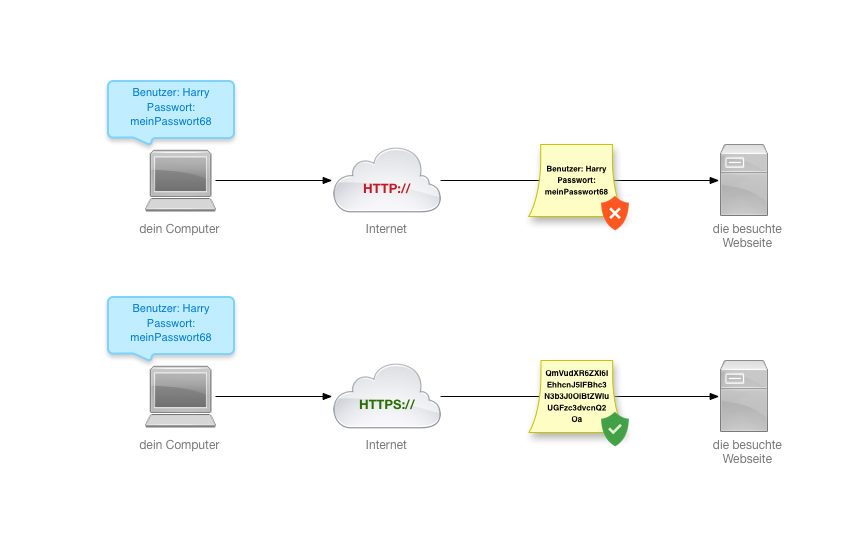 Benutzer: Harry
Passwort:
meinPasswort68
HTTP://
Benutzer: Harry
Passwort:
meinPasswort68
dein Computer
Internet
die besuchte
Webseite
Benutzer: Harry
Passwort:
meinPasswort68
HTTPS://
QmVudXR6ZXI6I
EhhcnJ5IFBhc3
N3b3J0OiBtZWlu
UGFzc3dvcnQ2
Oa
dein Computer
Internet
die besuchte
Webseite